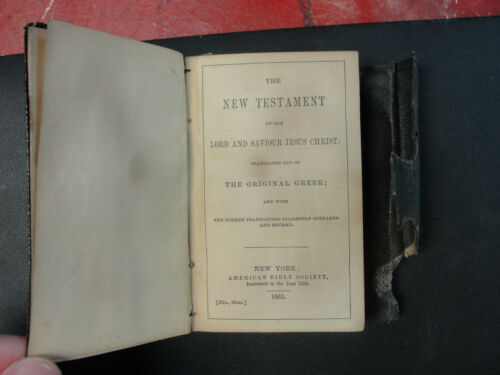 THE
NEW TESTAMENT
OF OUR
LORD AND SAVIOUR JESUS CHRIST:
TRANSLATED OUT OF
THE ORIGINAL GREEK;
AND WITH
THE FORMER TRANSLATIONS DILIGENTLY COMPARED
AND REVISED.
NEW YORK:
AMERICAN BIBLE SOCIETY,
Instituted in the Year
1865.